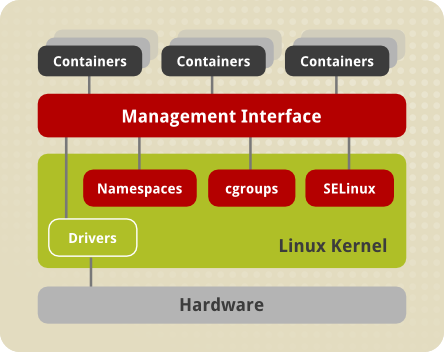 Containers
Containers
Containers
Management Interface
Namespaces
cgroups
SELinux
Drivers
Linux Kernel
Hardware